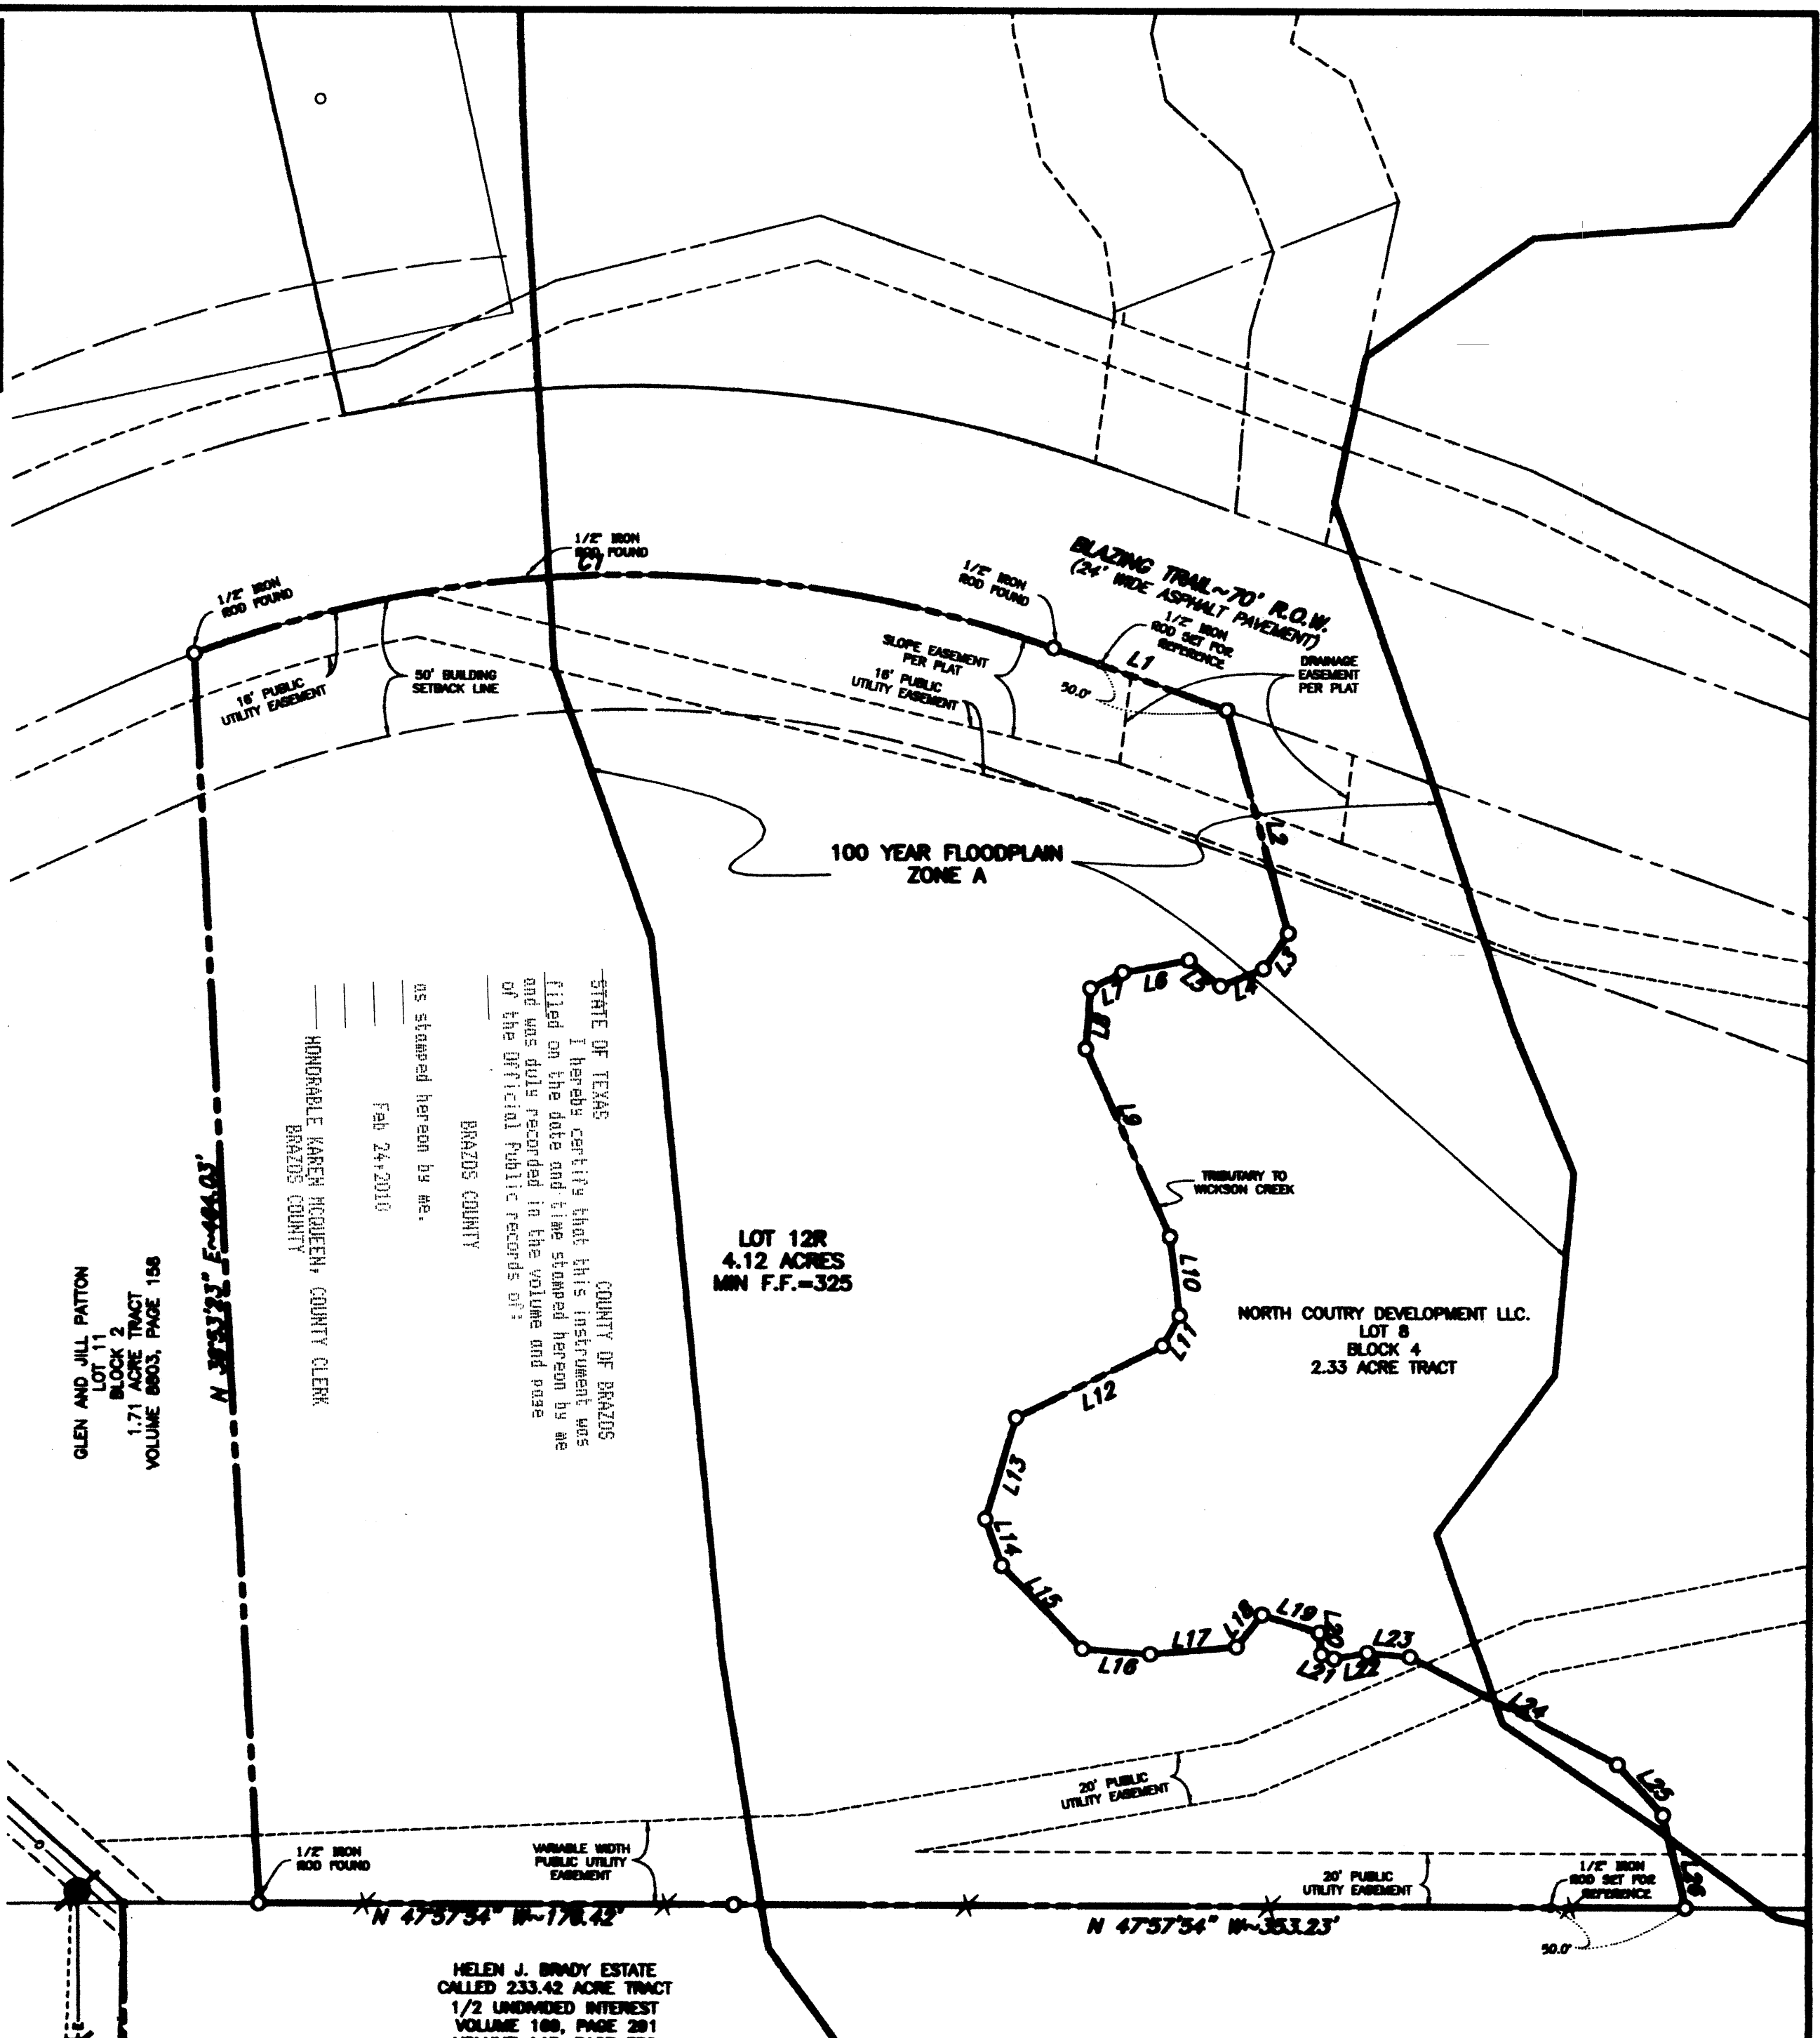 1/2" IRON
ROD FOUND
C1
1/2" IRON
ROD FOUND
1/2" IRON
ROD FOUND
BLAZING TRAIL~70' R.O.W.
(24' WIDE ASPHALT PAVEMENT)
1/2" IRON
ROD SET FOR
REFERENCE
L1
50.0'
SLOPE EASEMENT
PER PLAT
16' PUBLIC
UTILITY EASEMENT
DRAINAGE
EASEMENT
PER PLAT
16' PUBLIC
UTILITY EASEMENT
50' BUILDING
SETBACK LINE
L2
100 YEAR FLOODPLAIN
ZONE A
L3
L4
L5
L6
L7
L8
L9
TRIBUTARY TO
WICKSON CREEK
STATE OF TEXAS COUNTY OF BRAZOS
I hereby certify that this instrument was
filed on the date and time stamped hereon by me
and was duly recorded in the volume and page
of the Official Public records of:
BRAZOS COUNTY
as stamped hereon by me.
Feb 24,2010
HONORABLE KAREN MCQUEEN, COUNTY CLERK
BRAZOS COUNTY
GLEN AND JILL PATTON
LOT 11
BLOCK 2
1.71 ACRE TRACT
VOLUME 8803, PAGE 158
LOT 12R
4.12 ACRES
MIN F.F.=325
L10
L11
NORTH COUTRY DEVELOPMENT LLC.
LOT 8
BLOCK 4
2.33 ACRE TRACT
L12
L13
L14
L15
L16
L17
L18
L19
L20
L21
L22
L23
L24
L25
L26
20' PUBLIC
UTILITY EASEMENT
1/2" IRON
ROD FOUND
VARIABLE WIDTH
PUBLIC UTILITY
EASEMENT
20' PUBLIC
UTILITY EASEMENT
1/2" IRON
ROD SET FOR
REFERENCE
N 47°57'54" W~176.42'
N 47°57'54" W~353.23'
50.0'
HELEN J. BRADY ESTATE
CALLED 233.42 ACRE TRACT
1/2 UNDIVIDED INTEREST
VOLUME 169, PAGE 291